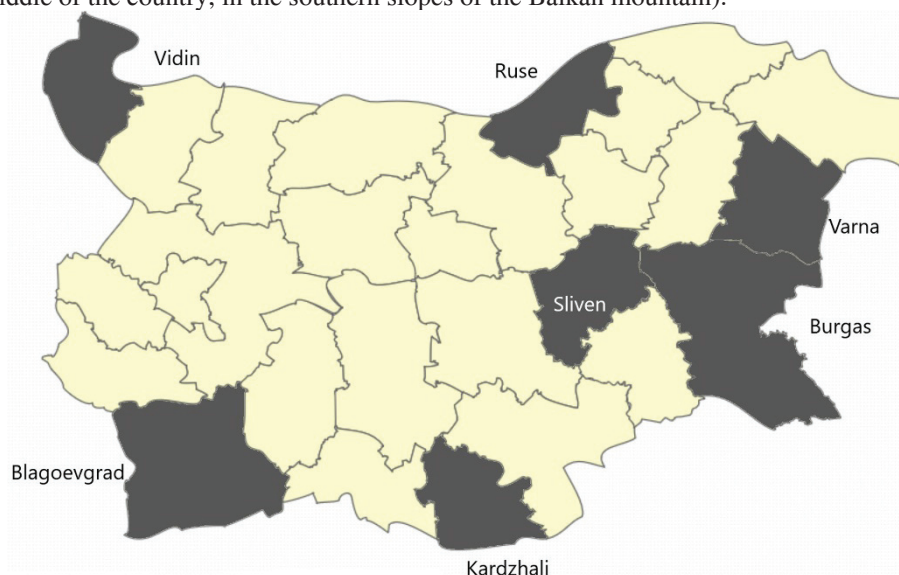 iddle of the country, in the southern slopes of the Balkan mountain).
Vidin
Ruse
Varna
Sliven
Burgas
Blagoevgrad
Kardzhali